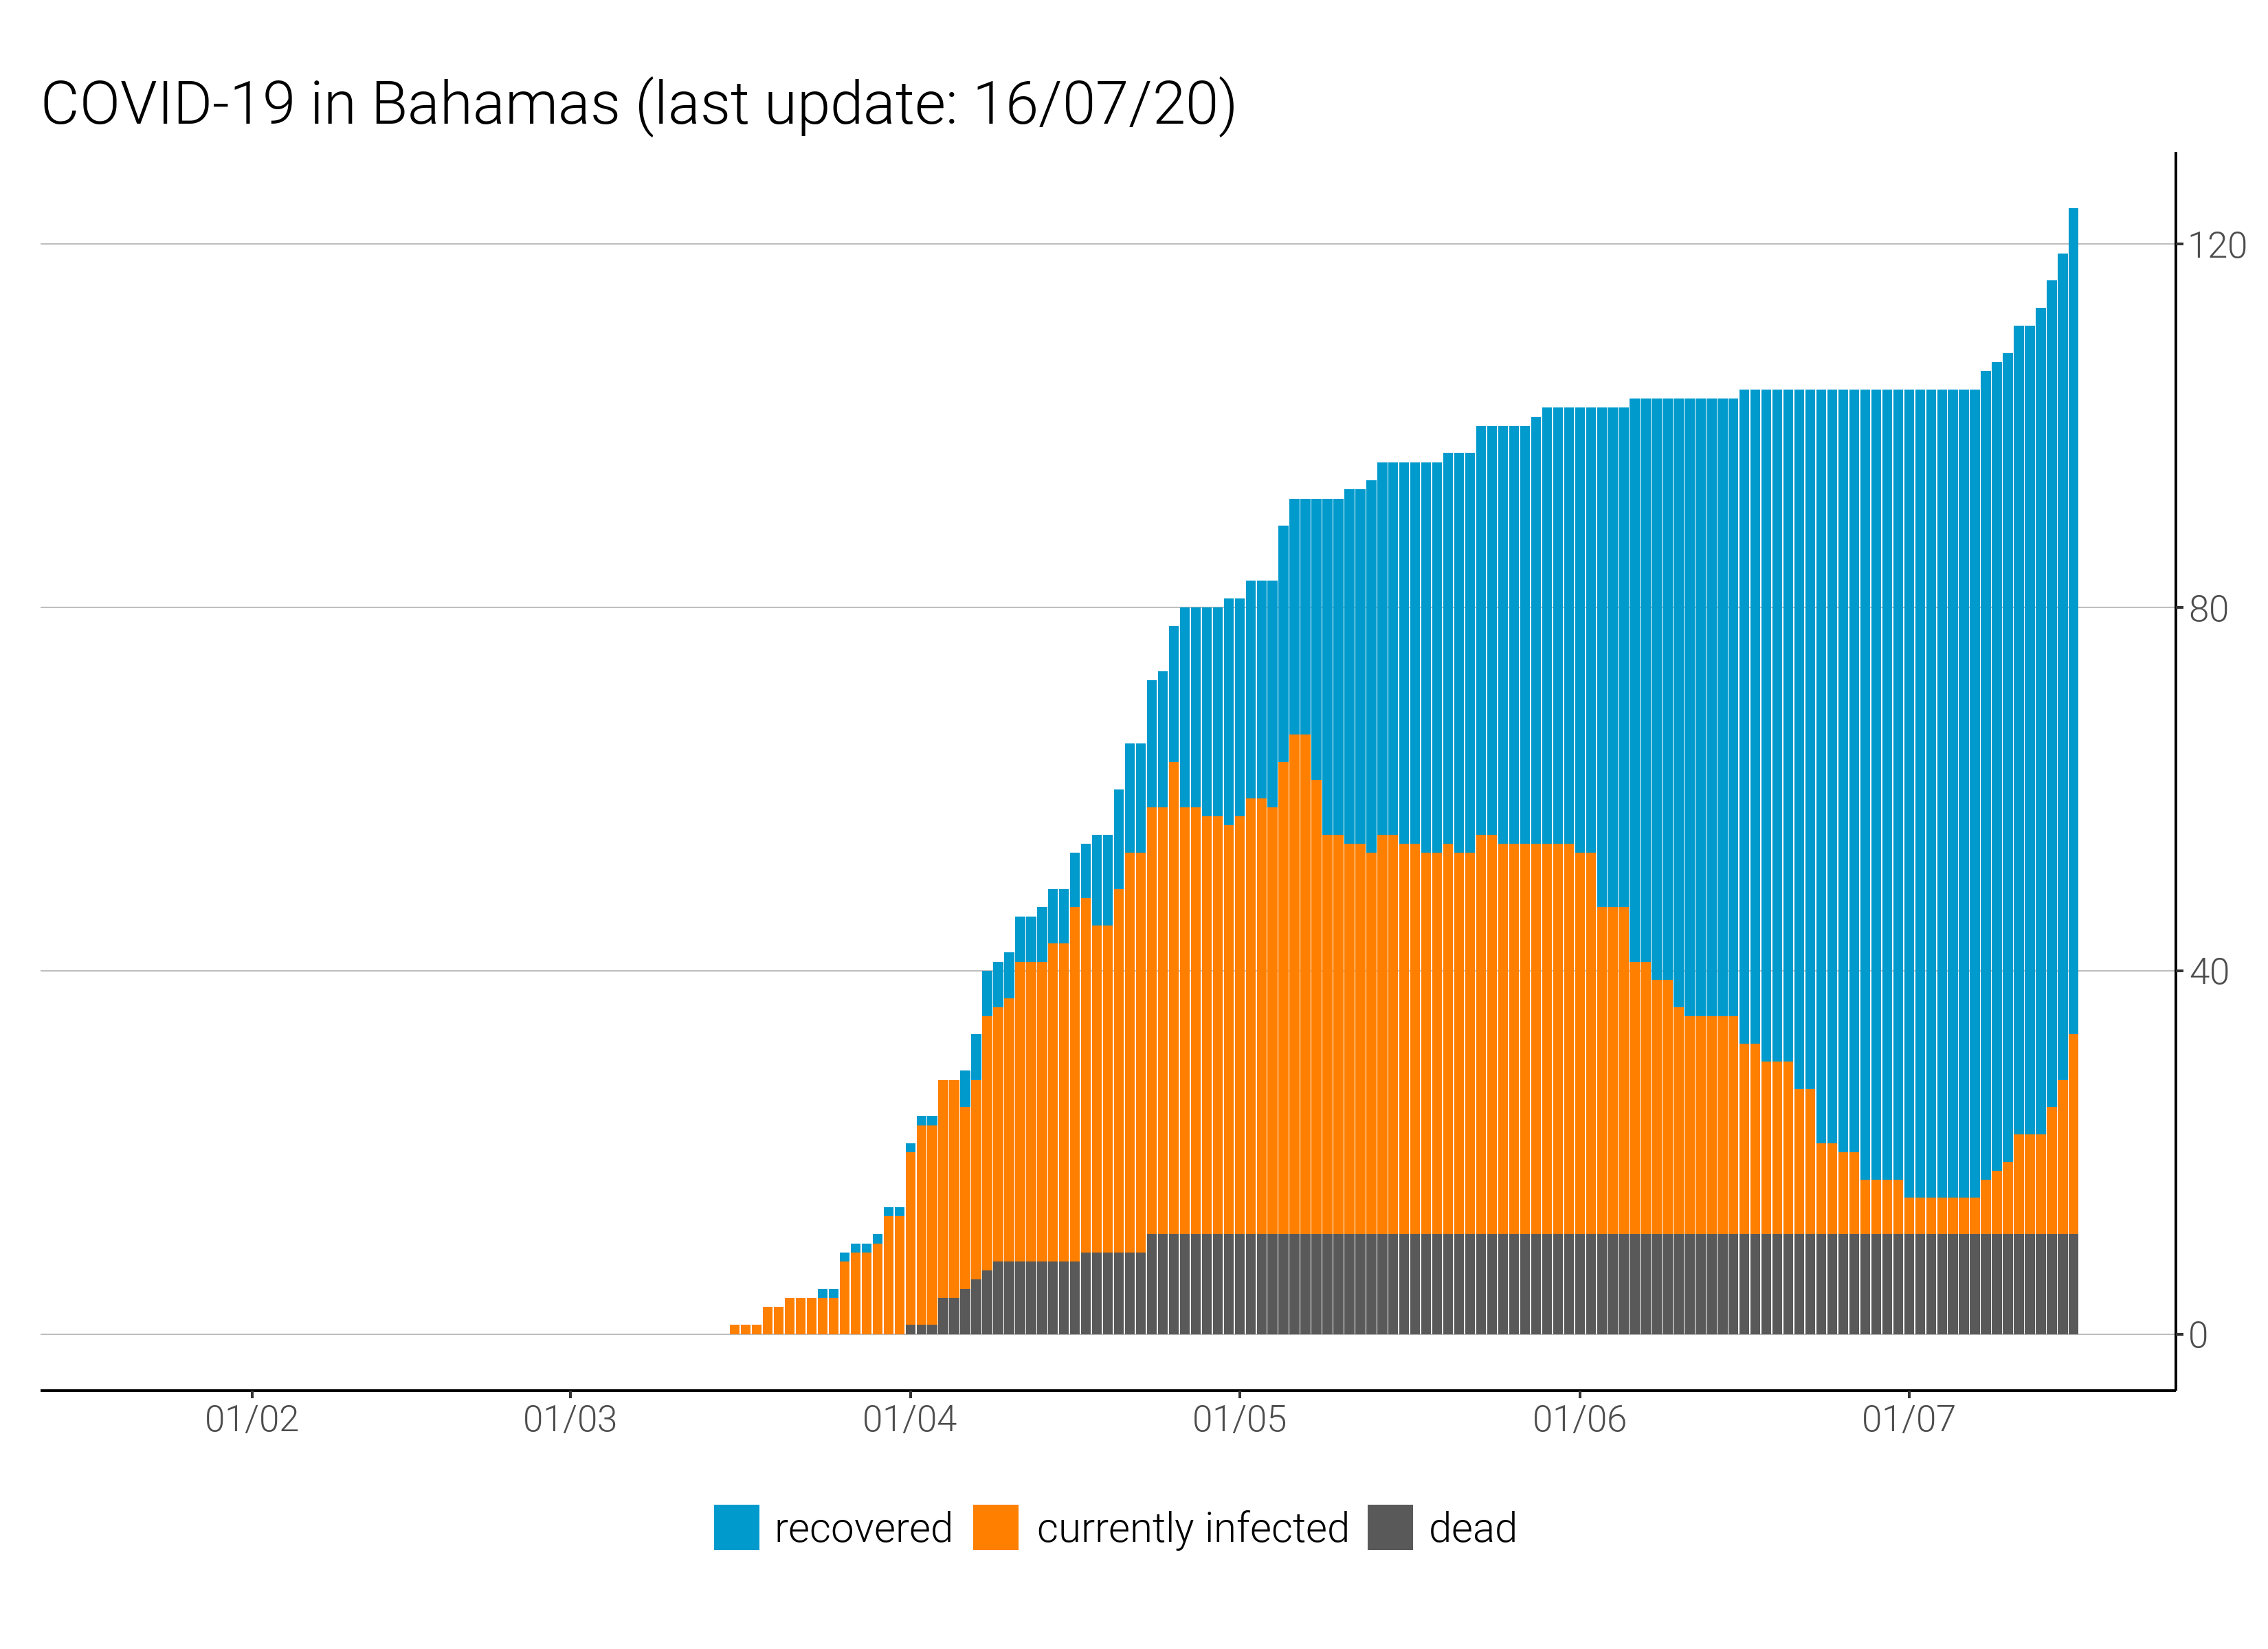 COVID-19 in Bahamas (last update: 16/07/20)
120
80
40
0
01/02 01/03 01/04 01/05 01/06 01/07
recovered currently infected dead